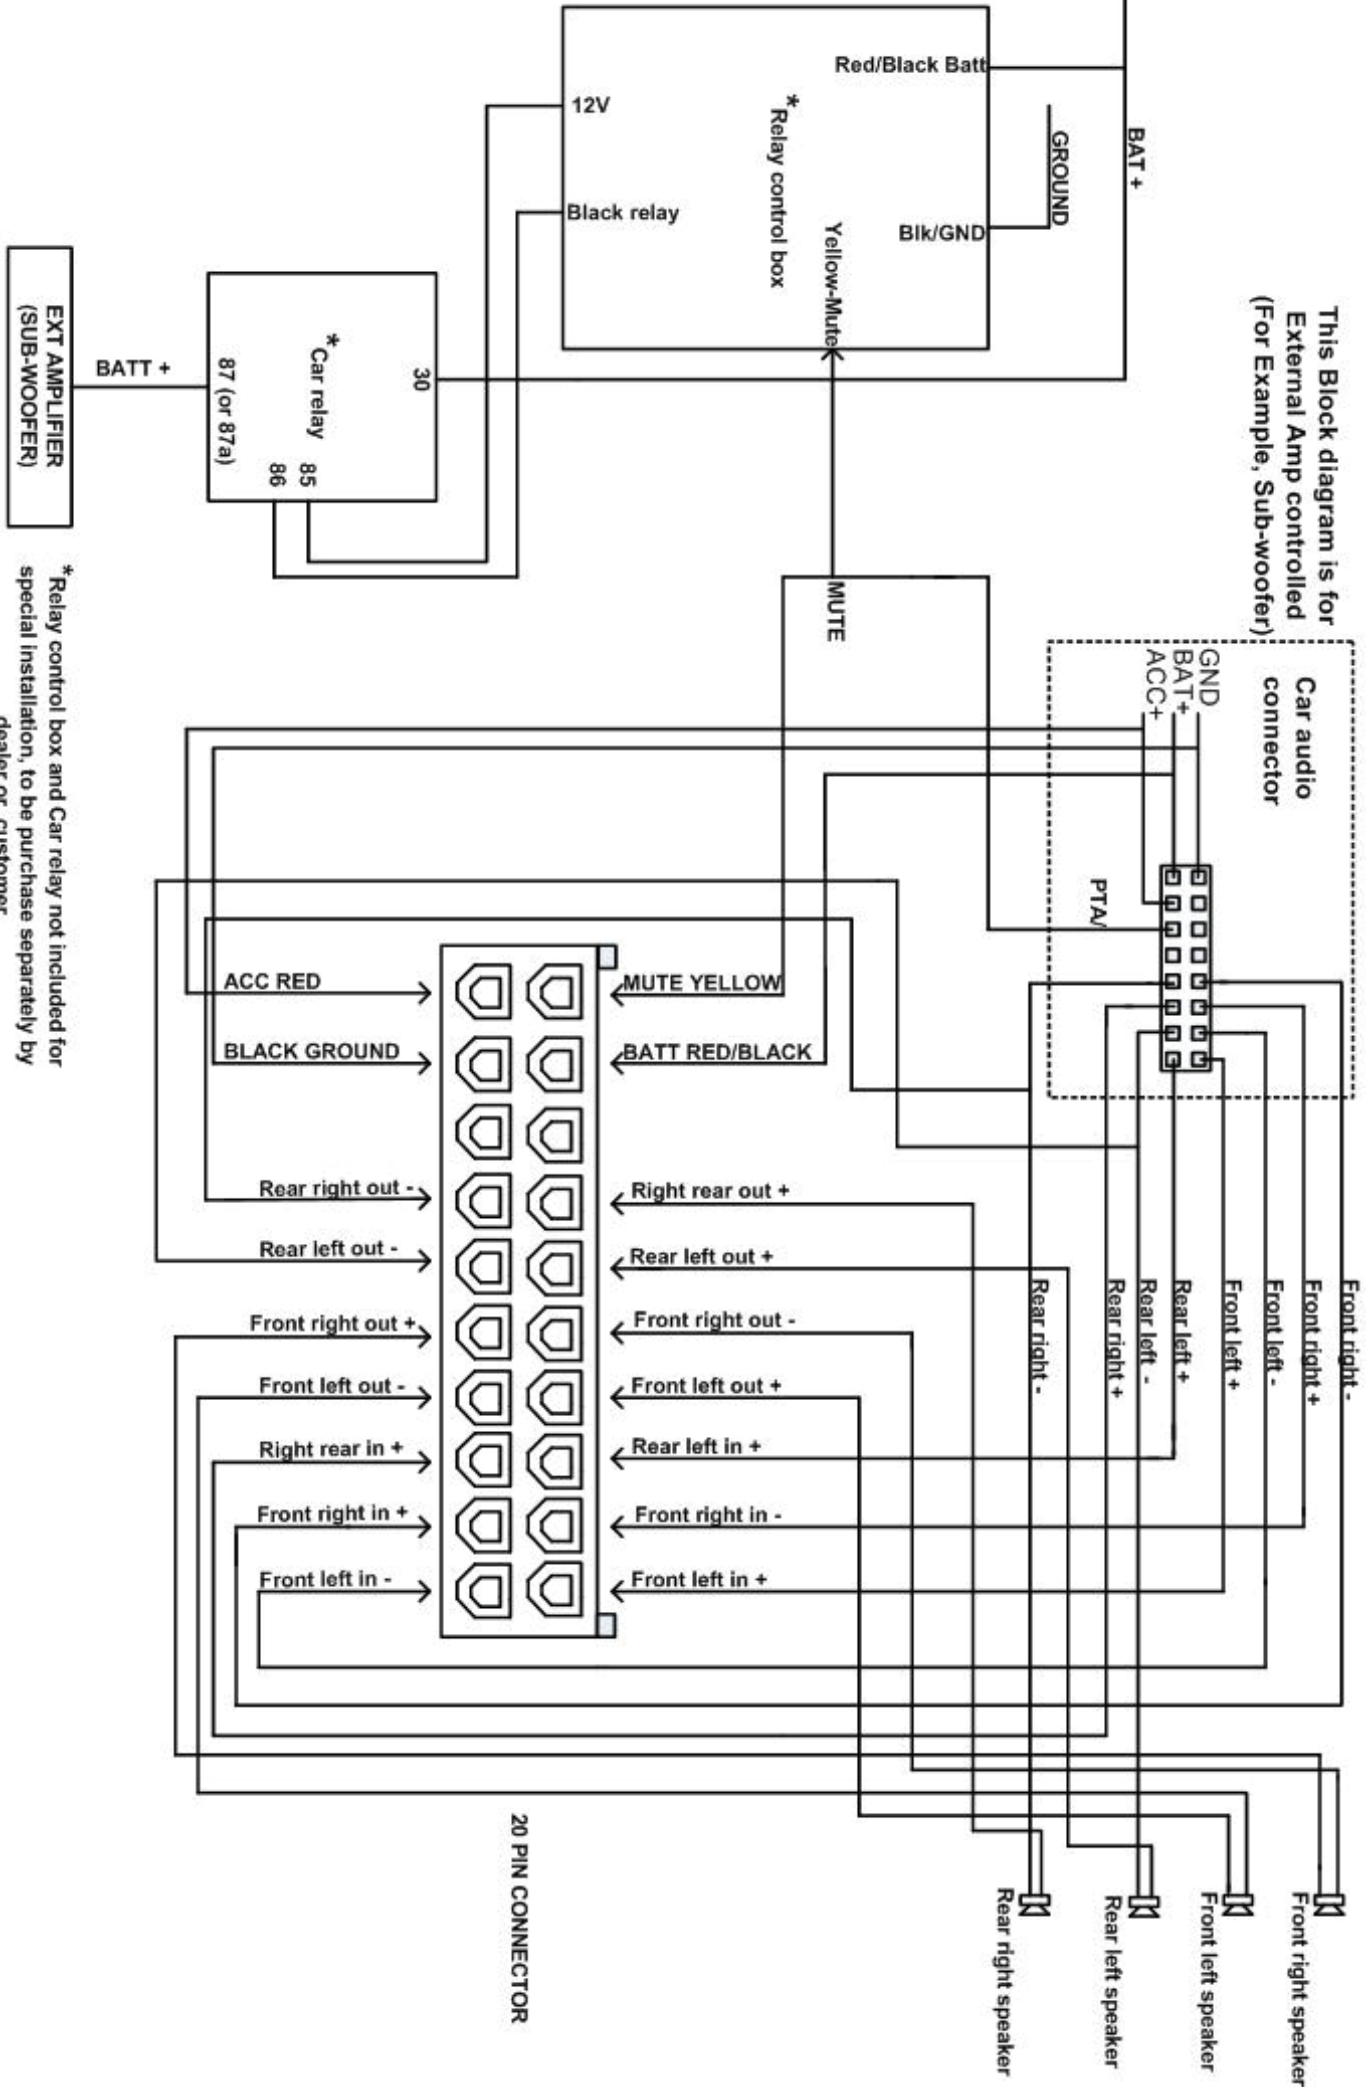 This Block diagram is for
External Amp controlled
(For Example, Sub-woofer)
BAT +
GROUND
Red/Black Batt
Blk/GND
12V
Black relay
*Relay control box
Yellow-Mute
MUTE
30
*Car relay
87 (or 87a)
85
86
BATT +
EXT AMPLIFIER
(SUB-WOOFER)
*Relay control box and Car relay not included for
special installation, to be purchase separately by
dealer or customer
Car audio
connector
GND
BAT+
ACC+
PTA/
ACC RED
BLACK GROUND
Rear right out -
Rear left out -
Front right out +
Front left out -
Right rear in +
Front right in +
Front left in -
MUTE YELLOW
BATT RED/BLACK
Right rear out +
Rear left out +
Front right out -
Front left out +
Rear left in +
Front right in -
Front left in +
Front right -
Front right +
Front left -
Front left +
Rear left +
Rear left -
Rear right +
Rear right -
20 PIN CONNECTOR
Front right speaker
Front left speaker
Rear left speaker
Rear right speaker